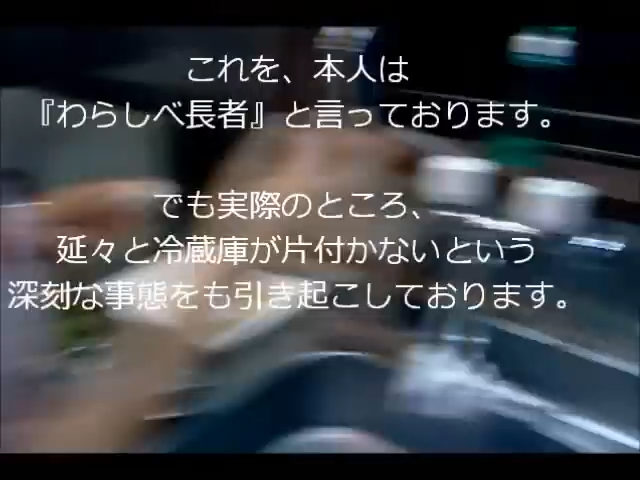 これを、本人は
『わらしべ長者』と言っております。
でも実際のところ、
延々と冷蔵庫が片付かないという
深刻な事態をも引き起こしております。